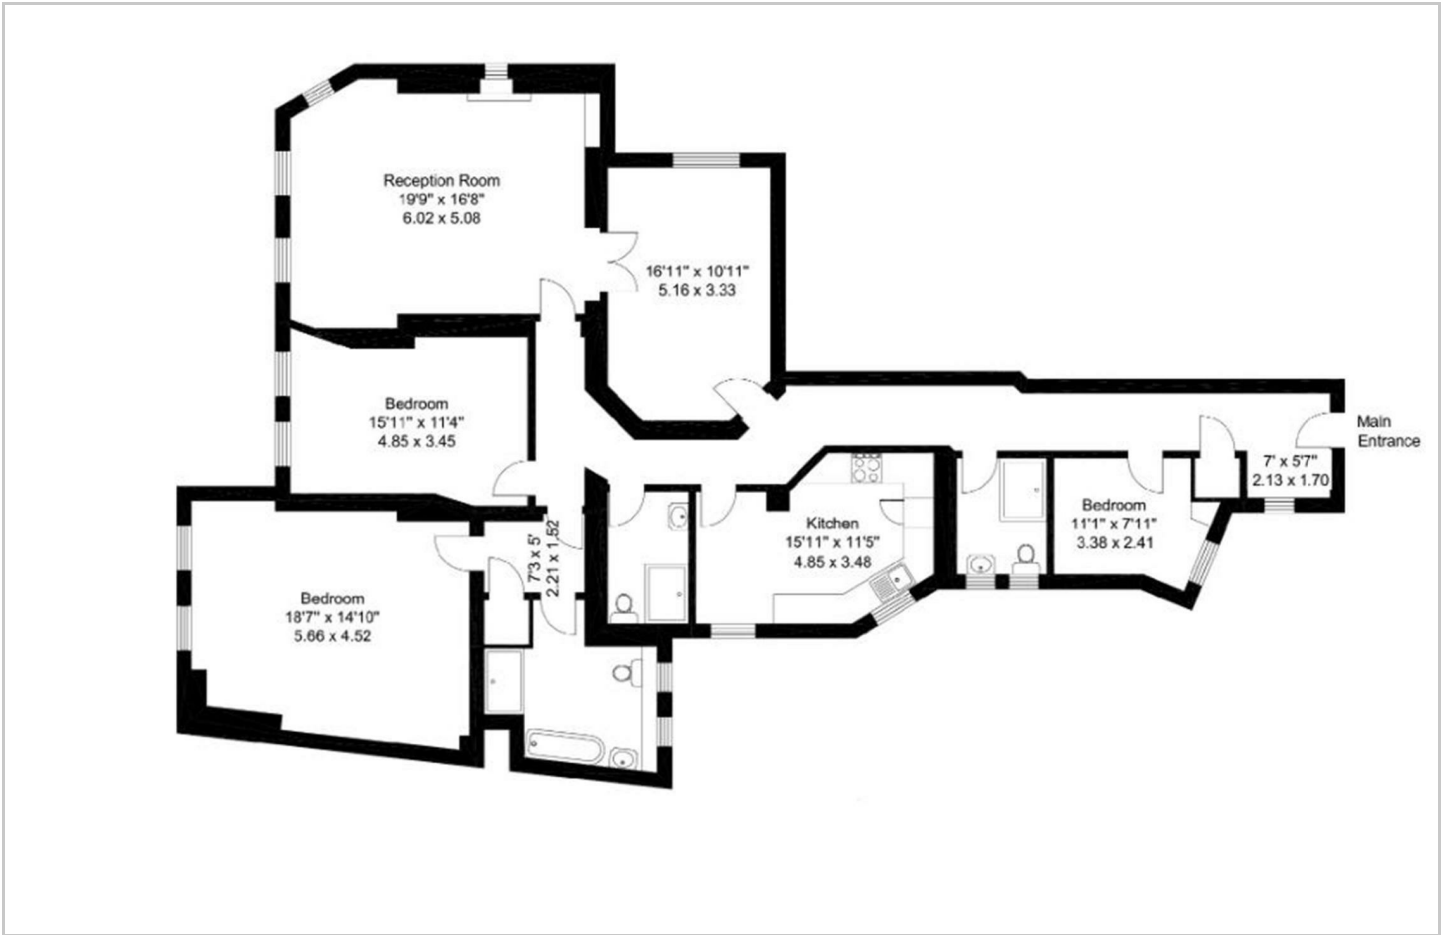 Reception Room
19'9" x 16'8"
6.02 x 5.08
16'11" x 10'11"
5.16 x 3.33
Bedroom
15'11" x 11'4"
4.85 x 3.45
Main
Entrance
7' x 5'7"
2.13 x 1.70
Bedroom
11'1" x 7'11"
3.38 x 2.41
Kitchen
15'11" x 11'5"
4.85 x 3.48
7'3 x 5'
2.21 x 1.52
Bedroom
18'7" x 14'10"
5.66 x 4.52